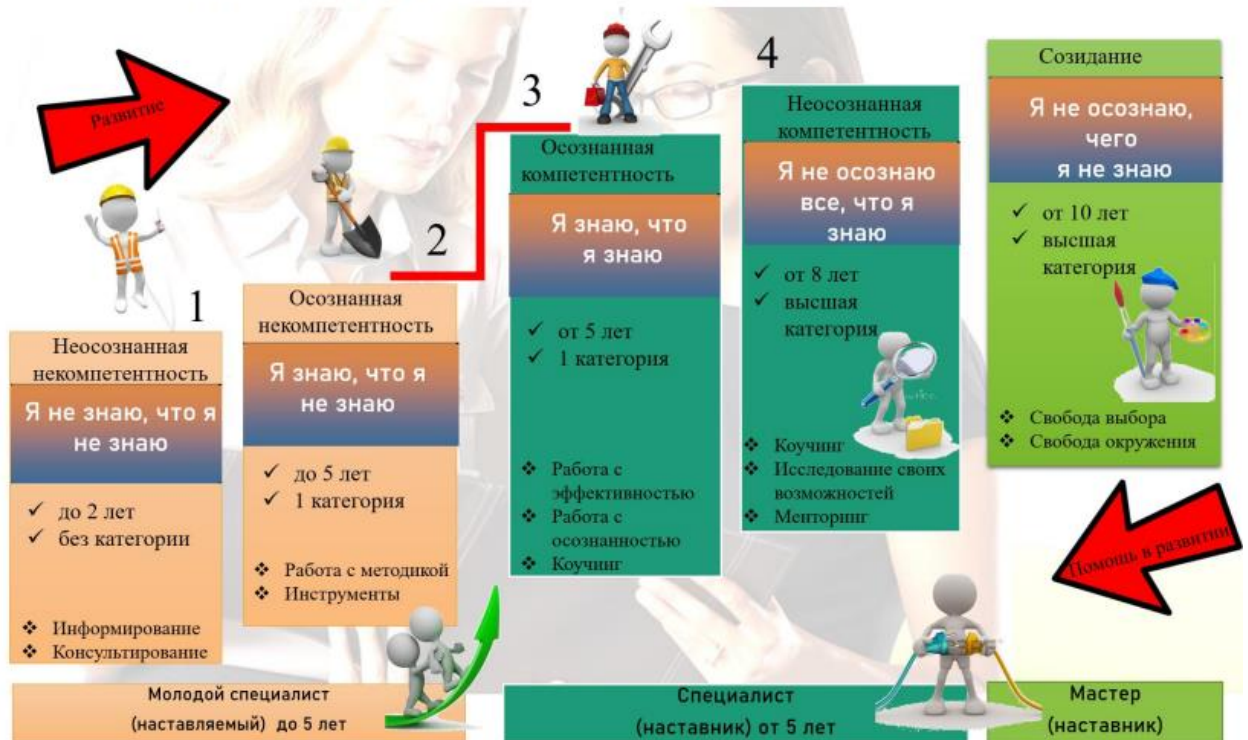 Развитие
1
Неосознанная
некомпетентность
Я не знаю, что я
не знаю
✓ до 2 лет
✓ без категории
❖ Информирование
❖ Консультирование
2
Осознанная
некомпетентность
Я знаю, что я
не знаю
✓ до 5 лет
✓ 1 категория
❖ Работа с методикой
❖ Инструменты
3
Осознанная
компетентность
Я знаю, что
я знаю
✓ от 5 лет
✓ 1 категория
❖ Работа с
эффективностью
❖ Работа с
осознанностью
❖ Коучинг
4
Неосознанная
компетентность
Я не осознаю
все, что я
знаю
✓ от 8 лет
✓ высшая
категория
❖ Коучинг
❖ Исследование своих
возможностей
❖ Менторинг
Созидание
Я не осознаю,
чего
я не знаю
✓ от 10 лет
✓ высшая
категория
❖ Свобода выбора
❖ Свобода окружения
Помощь в развитии
Молодой специалист
(наставляемый) до 5 лет
Специалист
(наставник) от 5 лет
Мастер
(наставник)